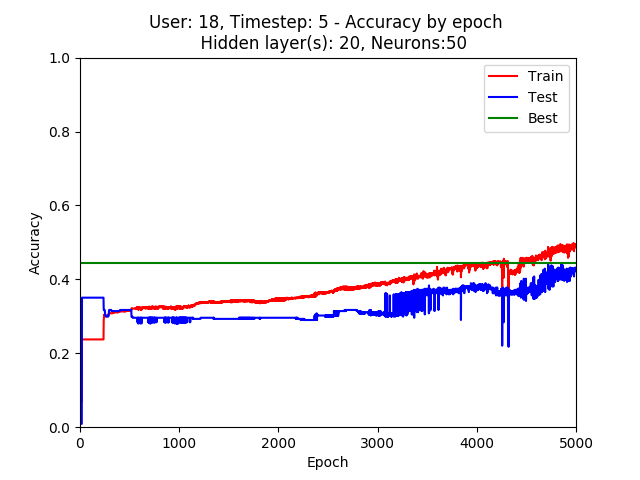 User: 18, Timestep: 5 - Accuracy by epoch
Hidden layer(s): 20, Neurons:50
Train
Test
Best
1.0
0.8
0.6
0.4
0.2
0.0
Accuracy
0 1000 2000 3000 4000 5000
Epoch